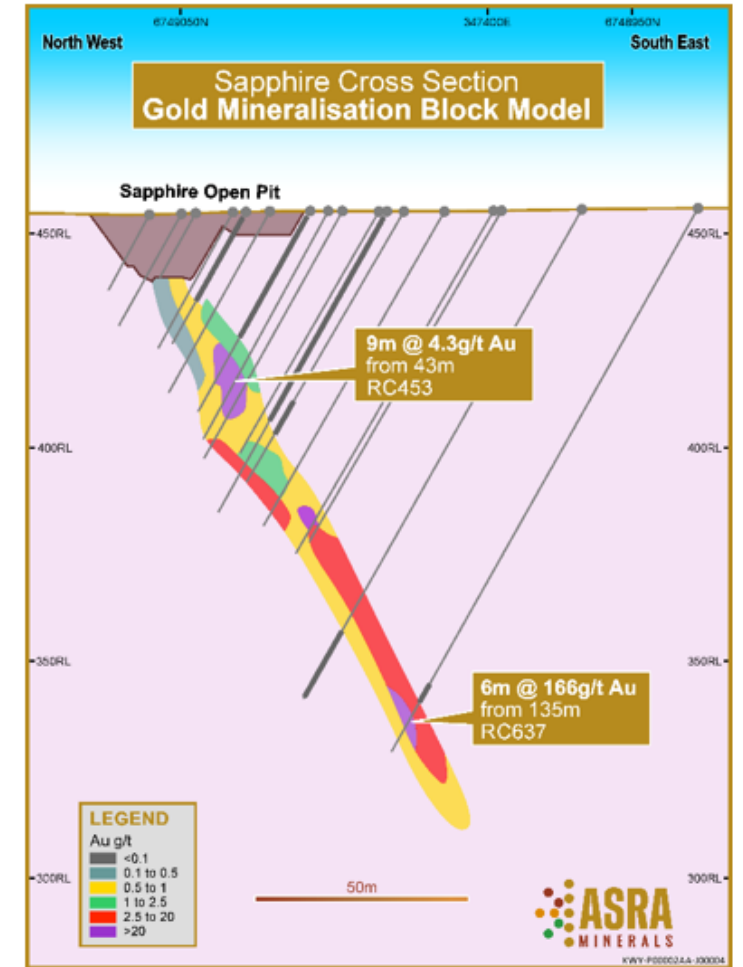 6749050N 347400E 6748950N
North West South East
Sapphire Cross Section
Gold Mineralisation Block Model
Sapphire Open Pit
450RL 450RL
9m @ 4.3g/t Au
from 43m
RC453
400RL 400RL
350RL 350RL
6m @ 166g/t Au
from 135m
RC637
LEGEND
Au g/t
<0.1
0.1 to 0.5
0.5 to 1
1 to 2.5
2.5 to 20
>20
300RL 300RL
50m
ASRA
MINERALS
KWY-P00002AA-J00004